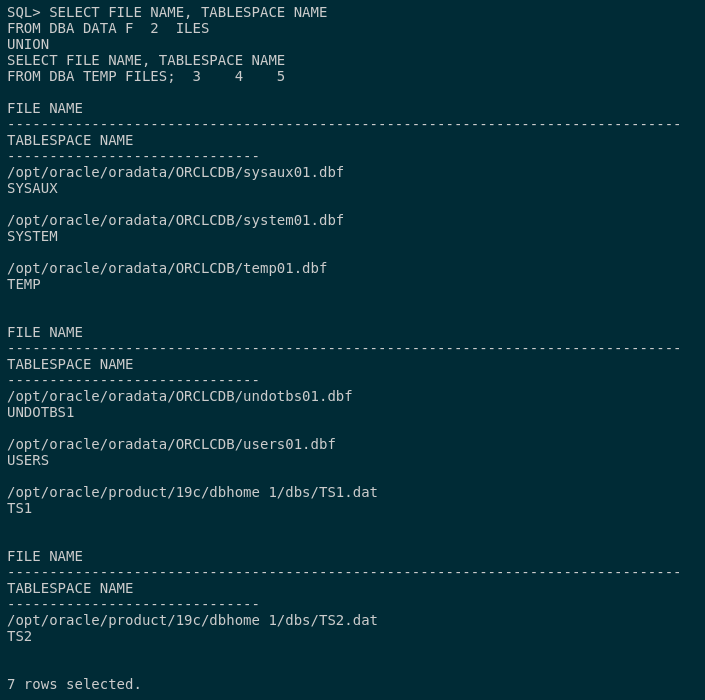 SQL> SELECT FILE NAME, TABLESPACE NAME
FROM DBA DATA F  2  ILES
UNION
SELECT FILE NAME, TABLESPACE NAME
FROM DBA TEMP FILES;  3    4    5
FILE NAME
--------------------------------------------------------------------------------
TABLESPACE NAME
------------------------------
/opt/oracle/oradata/ORCLCDB/sysaux01.dbf
SYSAUX
/opt/oracle/oradata/ORCLCDB/system01.dbf
SYSTEM
/opt/oracle/oradata/ORCLCDB/temp01.dbf
TEMP
FILE NAME
--------------------------------------------------------------------------------
TABLESPACE NAME
------------------------------
/opt/oracle/oradata/ORCLCDB/undotbs01.dbf
UNDOTBS1
/opt/oracle/oradata/ORCLCDB/users01.dbf
USERS
/opt/oracle/product/19c/dbhome 1/dbs/TS1.dat
TS1
FILE NAME
--------------------------------------------------------------------------------
TABLESPACE NAME
------------------------------
/opt/oracle/product/19c/dbhome 1/dbs/TS2.dat
TS2
7 rows selected.